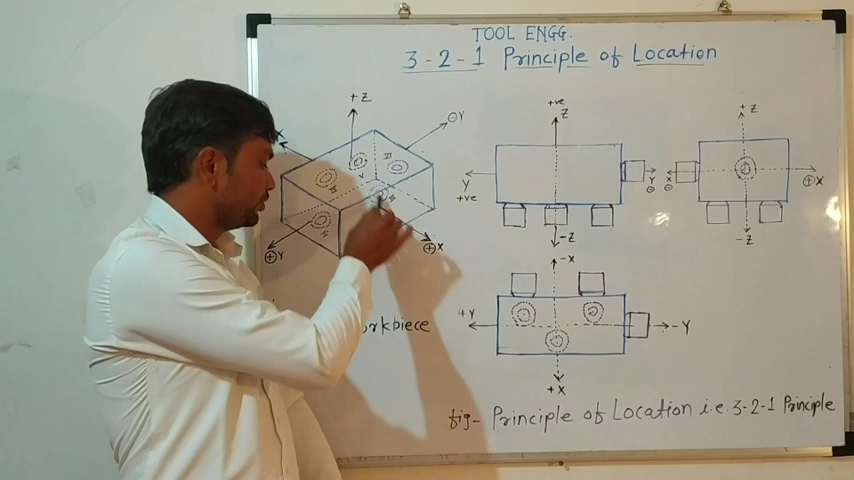 TOOL ENGG.
3-2-1 Principle of Location
+Z
⊖Y
X
⊕Y
⊕X
+ve
Z
Y
+ve
Y
⊖
-Z
+Z
X
⊖
⊕X
-Z
-X
+Y
-Y
+X
fig- Principle of Location i.e. 3-2-1 Principle